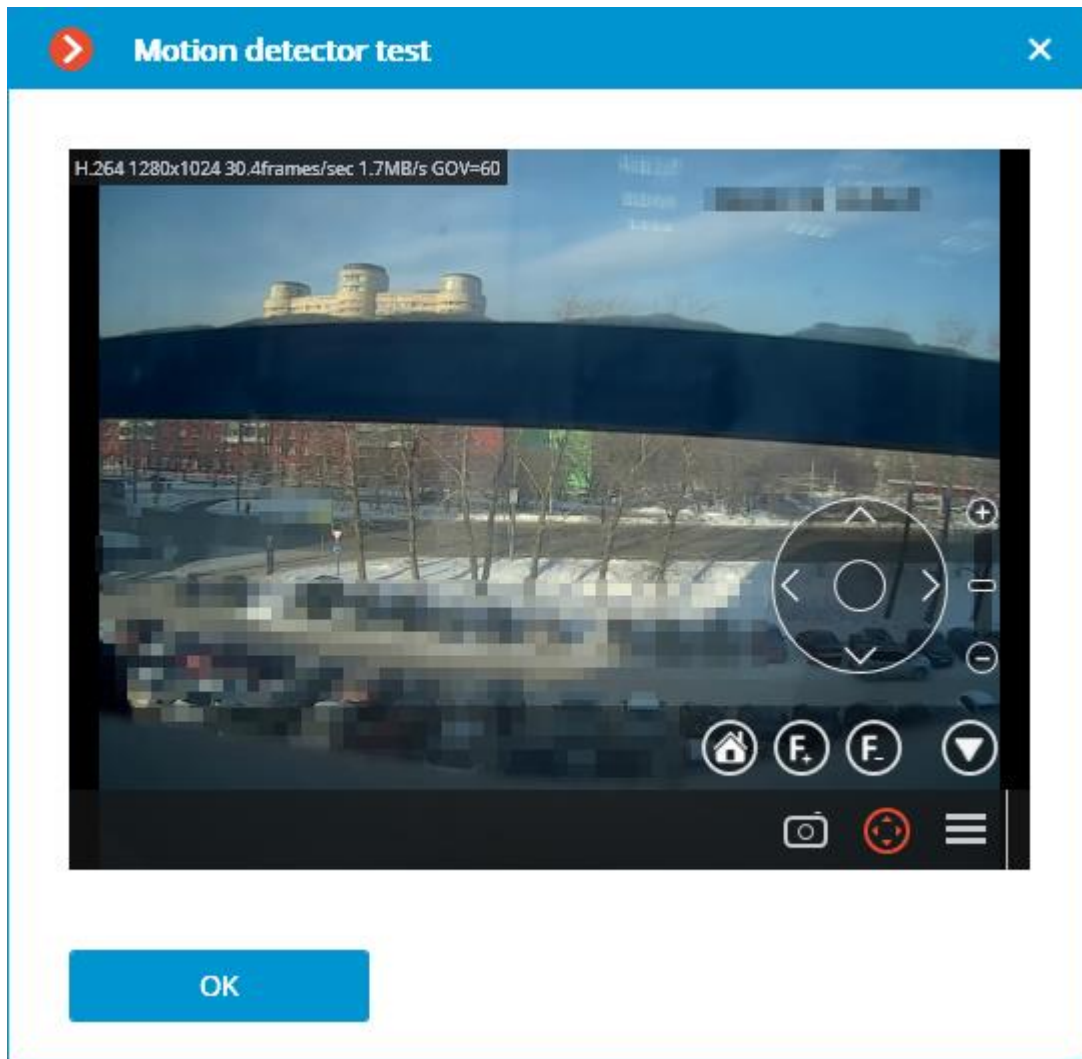 Motion detector test
H.264 1280x1024 30.4frames/sec 1.7MB/s GOV=60
F+
F-
OK